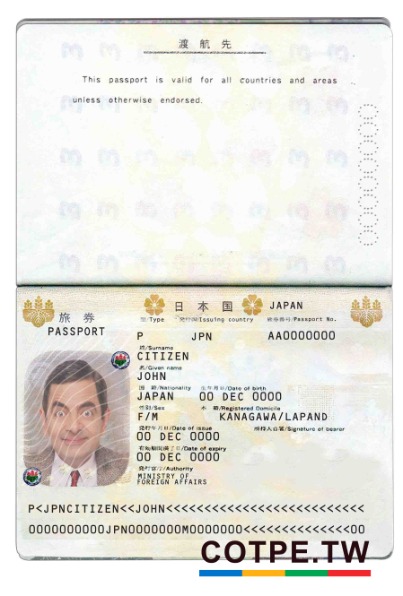 渡航先
This passport is valid for all countries and areas
unless otherwise endorsed.
旅券
PASSPORT
日本国 JAPAN
型/Type 発行国/Issuing country 旅券番号/Passport No.
P JPN AA0000000
姓/Surname
CITIZEN
名/Given name
JOHN
国籍/Nationality 生年月日/Date of birth
JAPAN 00 DEC 0000
性別/Sex 本籍/Registered Domicile
F/M KANAGAWA/LAPAND
発行年月日/Date of issue 所持人自署/Signature of bearer
00 DEC 0000
有効期間満了日/Date of expiry
00 DEC 0000
発行官庁/Authority
MINISTRY OF
FOREIGN AFFAIRS
P<JPNCITIZEN<<JOHN<<<<<<<<<<<<<<<<<<<<<<<<<<
0000000000JPN0000000M0000000<<<<<<<<<<<<<<00
COTPE.TW